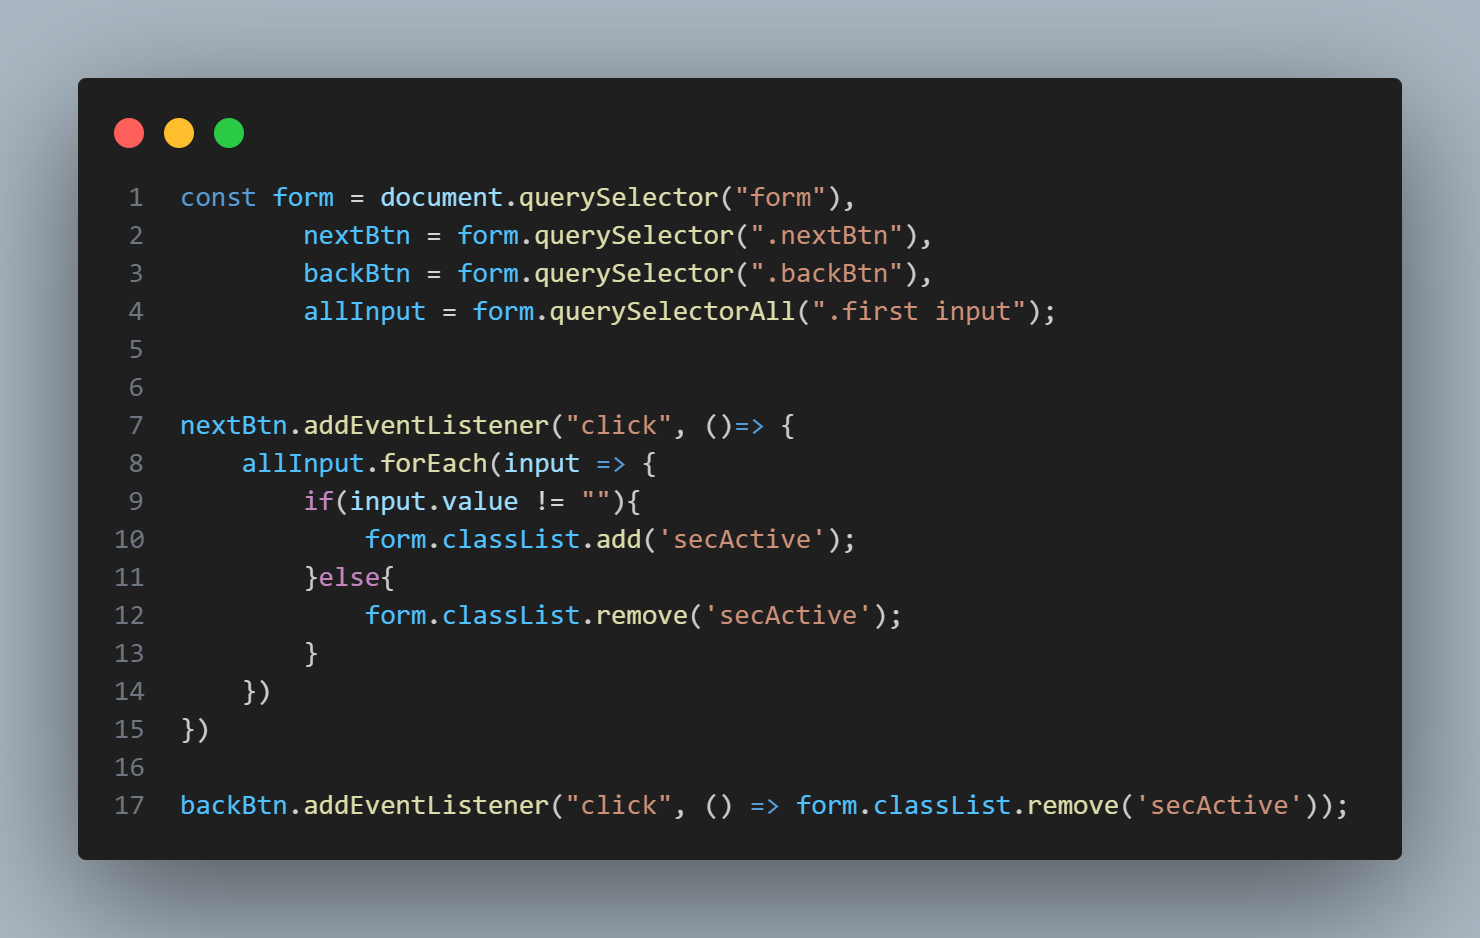 1 const form = document.querySelector("form"),
2         nextBtn = form.querySelector(".nextBtn"),
3         backBtn = form.querySelector(".backBtn"),
4         allInput = form.querySelectorAll(".first input");
5
6
7 nextBtn.addEventListener("click", ()=> {
8     allInput.forEach(input => {
9         if(input.value != ""){
10             form.classList.add('secActive');
11         }else{
12             form.classList.remove('secActive');
13         }
14     })
15 })
16
17 backBtn.addEventListener("click", () => form.classList.remove('secActive'));